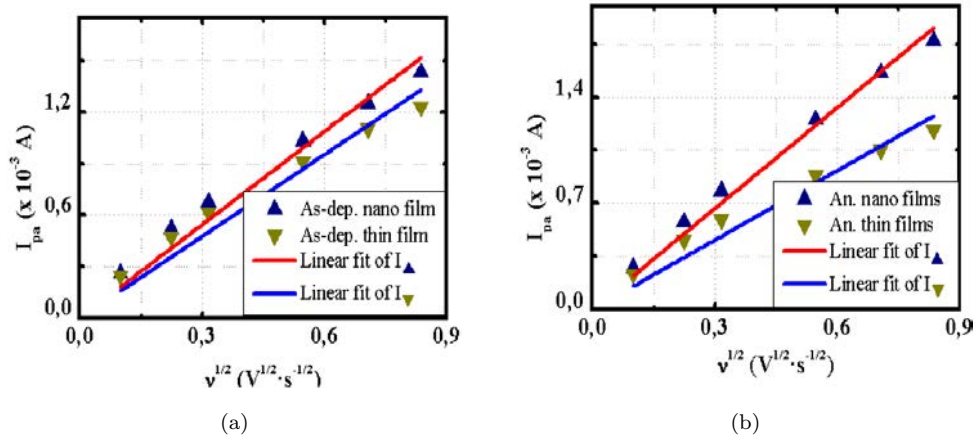 (a)
1,2
0,6
0,0
I_pa (x 10^-3 A)
As-dep. nano film
As-dep. thin film
Linear fit of I▲
Linear fit of I▼
0,0 0,3 0,6 0,9
ν^1/2 (V^1/2·s^-1/2)
(b)
1,4
0,7
0,0
I_pa (x 10^-3 A)
An. nano films
An. thin films
Linear fit of I▲
Linear fit of I▼
0,0 0,3 0,6 0,9
ν^1/2 (V^1/2·s^-1/2)
(a)
(b)